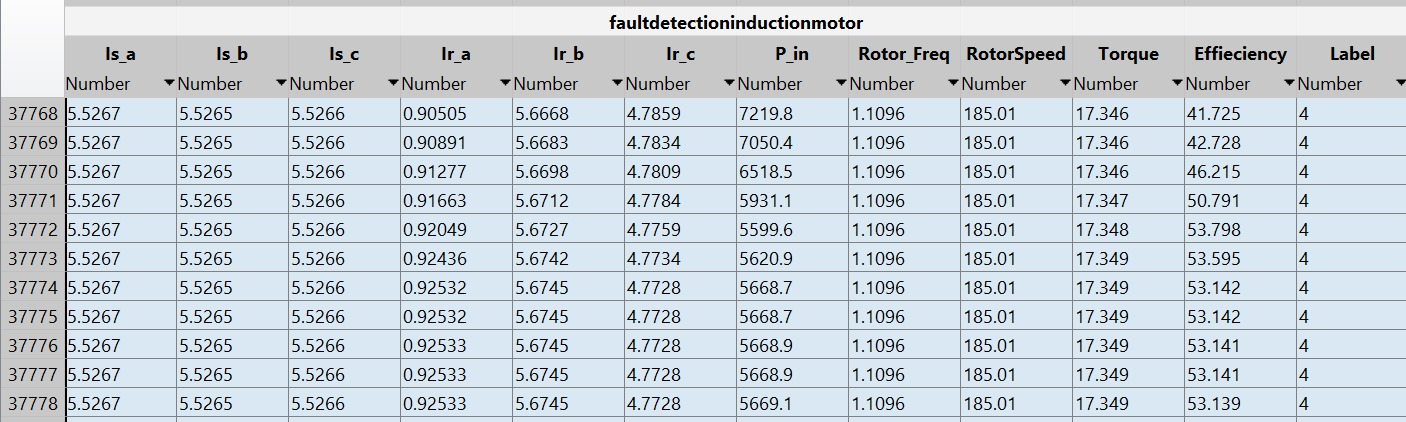 faultdetectioninductionmotor
Is_a Is_b Is_c Ir_a Ir_b Ir_c P_in Rotor_Freq RotorSpeed Torque Effieciency Label
Number Number Number Number Number Number Number Number Number Number Number Number
37768 5.5267 5.5265 5.5266 0.90505 5.6668 4.7859 7219.8 1.1096 185.01 17.346 41.725 4
37769 5.5267 5.5265 5.5266 0.90891 5.6683 4.7834 7050.4 1.1096 185.01 17.346 42.728 4
37770 5.5267 5.5265 5.5266 0.91277 5.6698 4.7809 6518.5 1.1096 185.01 17.346 46.215 4
37771 5.5267 5.5265 5.5266 0.91663 5.6712 4.7784 5931.1 1.1096 185.01 17.347 50.791 4
37772 5.5267 5.5265 5.5266 0.92049 5.6727 4.7759 5599.6 1.1096 185.01 17.348 53.798 4
37773 5.5267 5.5265 5.5266 0.92436 5.6742 4.7734 5620.9 1.1096 185.01 17.349 53.595 4
37774 5.5267 5.5265 5.5266 0.92532 5.6745 4.7728 5668.7 1.1096 185.01 17.349 53.142 4
37775 5.5267 5.5265 5.5266 0.92532 5.6745 4.7728 5668.7 1.1096 185.01 17.349 53.142 4
37776 5.5267 5.5265 5.5266 0.92533 5.6745 4.7728 5668.9 1.1096 185.01 17.349 53.141 4
37777 5.5267 5.5265 5.5266 0.92533 5.6745 4.7728 5668.9 1.1096 185.01 17.349 53.141 4
37778 5.5267 5.5265 5.5266 0.92533 5.6745 4.7728 5669.1 1.1096 185.01 17.349 53.139 4